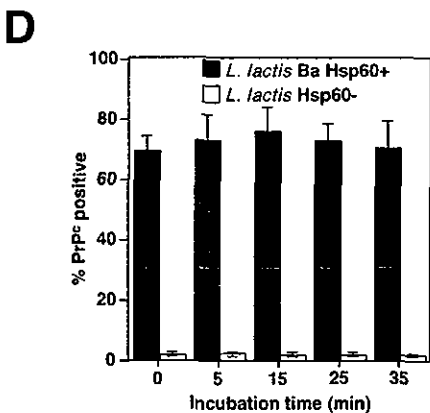 D
100
80
60
40
20
0
L. lactis Ba Hsp60+
L. lactis Hsp60-
% PrPc positive
0 5 15 25 35
Incubation time (min)